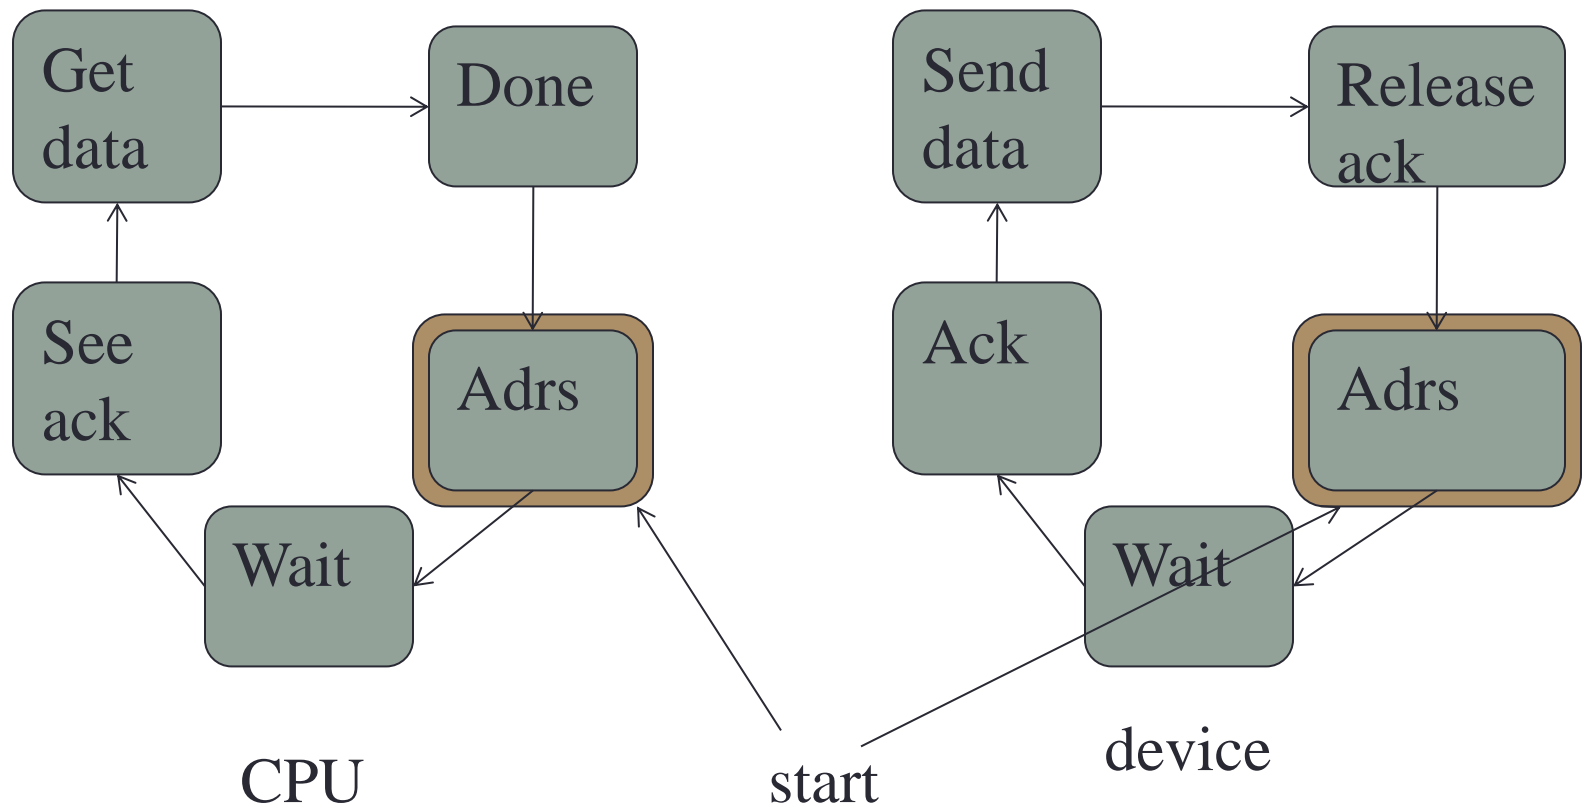 Get
data
Done
See
ack
Adrs
Wait
CPU
Send
data
Release
ack
Ack
Adrs
Wait
device
start